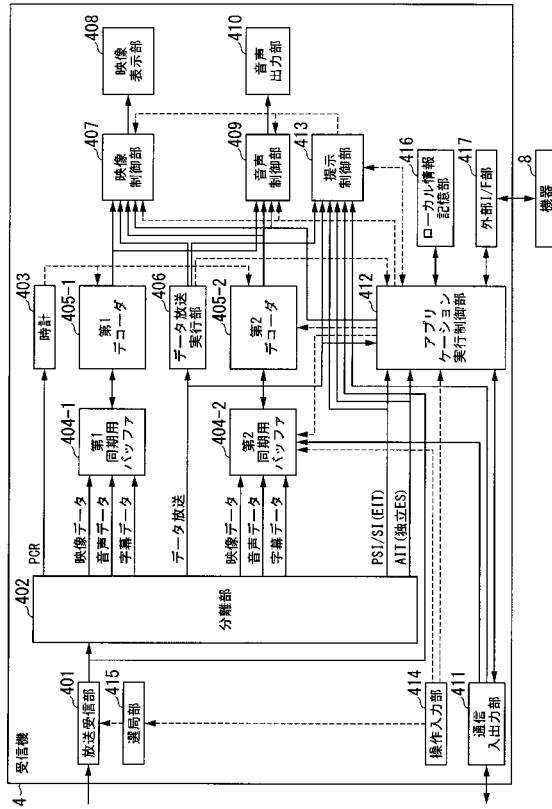 4
受信機
401
放送受信部
415
選局部
414
操作入力部
411
通信
入出力部
402
分離部
PCR
映像データ
音声データ
字幕データ
データ放送
映像データ
音声データ
字幕データ
PSI/SI(EIT)
AIT(独立ES)
404-1
第1
同期用
バッファ
404-2
第2
同期用
バッファ
403
時計
405-1
第1
デコーダ
406
データ放送
実行部
405-2
第2
デコーダ
412
アプリ
ケーション
実行制御部
407
映像
制御部
409
音声
制御部
413
提示
制御部
416
ローカル情報
記憶部
417
外部I/F部
408
映像
表示部
410
音声
出力部
8
機器